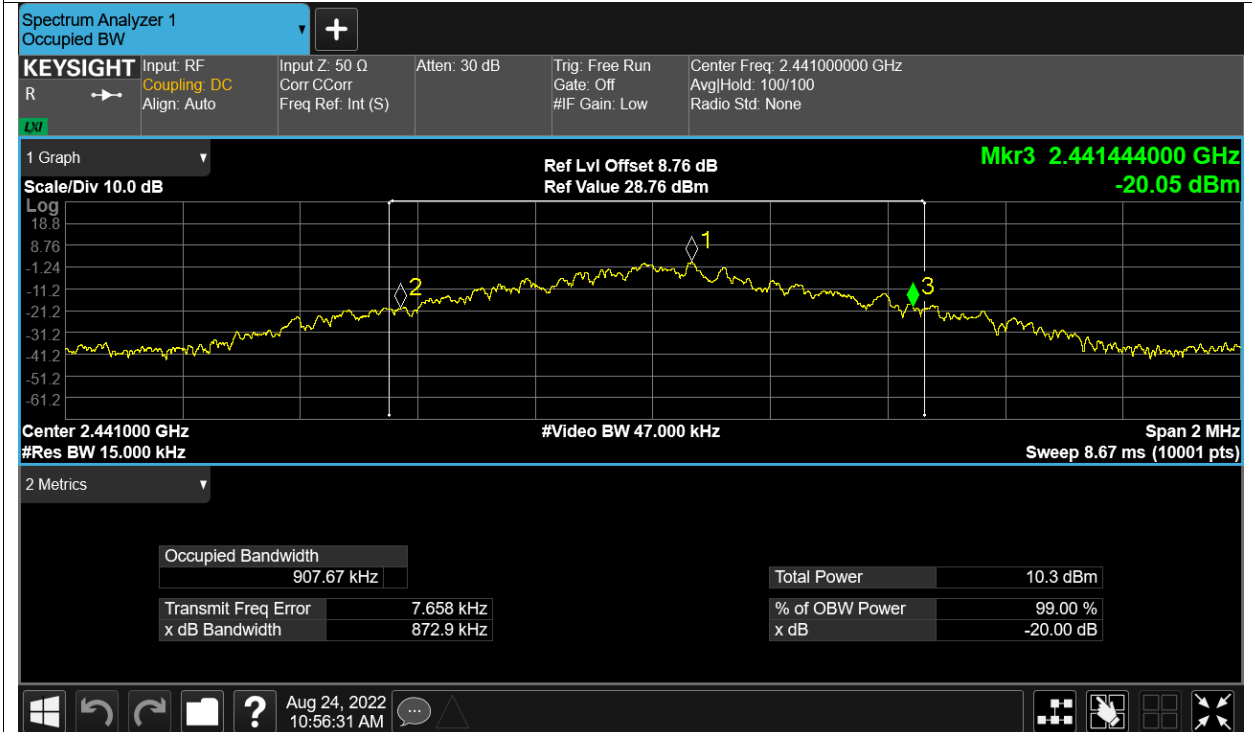 Spectrum Analyzer 1
Occupied BW
+
KEYSIGHT
R
LXI
Input: RF
Coupling: DC
Align: Auto
Input Z: 50 Ω
Corr CCorr
Freq Ref: Int (S)
Atten: 30 dB
Trig: Free Run
Gate: Off
#IF Gain: Low
Center Freq: 2.441000000 GHz
Avg|Hold: 100/100
Radio Std: None
1 Graph
Scale/Div 10.0 dB
Ref Lvl Offset 8.76 dB
Ref Value 28.76 dBm
Mkr3 2.441444000 GHz
-20.05 dBm
Log
18.8
8.76
-1.24
-11.2
-21.2
-31.2
-41.2
-51.2
-61.2
1
2
3
Center 2.441000 GHz
#Video BW 47.000 kHz
Span 2 MHz
#Res BW 15.000 kHz
Sweep 8.67 ms (10001 pts)
2 Metrics
Occupied Bandwidth
907.67 kHz
Total Power 10.3 dBm
Transmit Freq Error 7.658 kHz
% of OBW Power 99.00 %
x dB Bandwidth 872.9 kHz
x dB -20.00 dB
?
Aug 24, 2022
10:56:31 AM